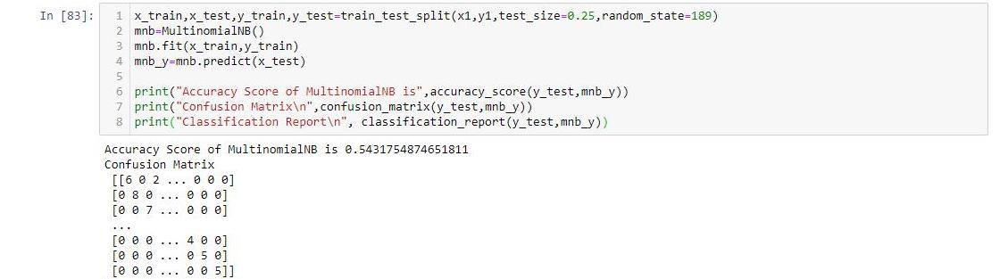 In [83]:
1 x_train,x_test,y_train,y_test=train_test_split(x1,y1,test_size=0.25,random_state=189)
2 mnb=MultinomialNB()
3 mnb.fit(x_train,y_train)
4 mnb_y=mnb.predict(x_test)
5
6 print("Accuracy Score of MultinomialNB is",accuracy_score(y_test,mnb_y))
7 print("Confusion Matrix\n",confusion_matrix(y_test,mnb_y))
8 print("Classification Report\n", classification_report(y_test,mnb_y))
Accuracy Score of MultinomialNB is 0.5431754874651811
Confusion Matrix
[[6 0 2 ... 0 0 0]
[0 8 0 ... 0 0 0]
[0 0 7 ... 0 0 0]
...
[0 0 0 ... 4 0 0]
[0 0 0 ... 0 5 0]
[0 0 0 ... 0 0 5]]